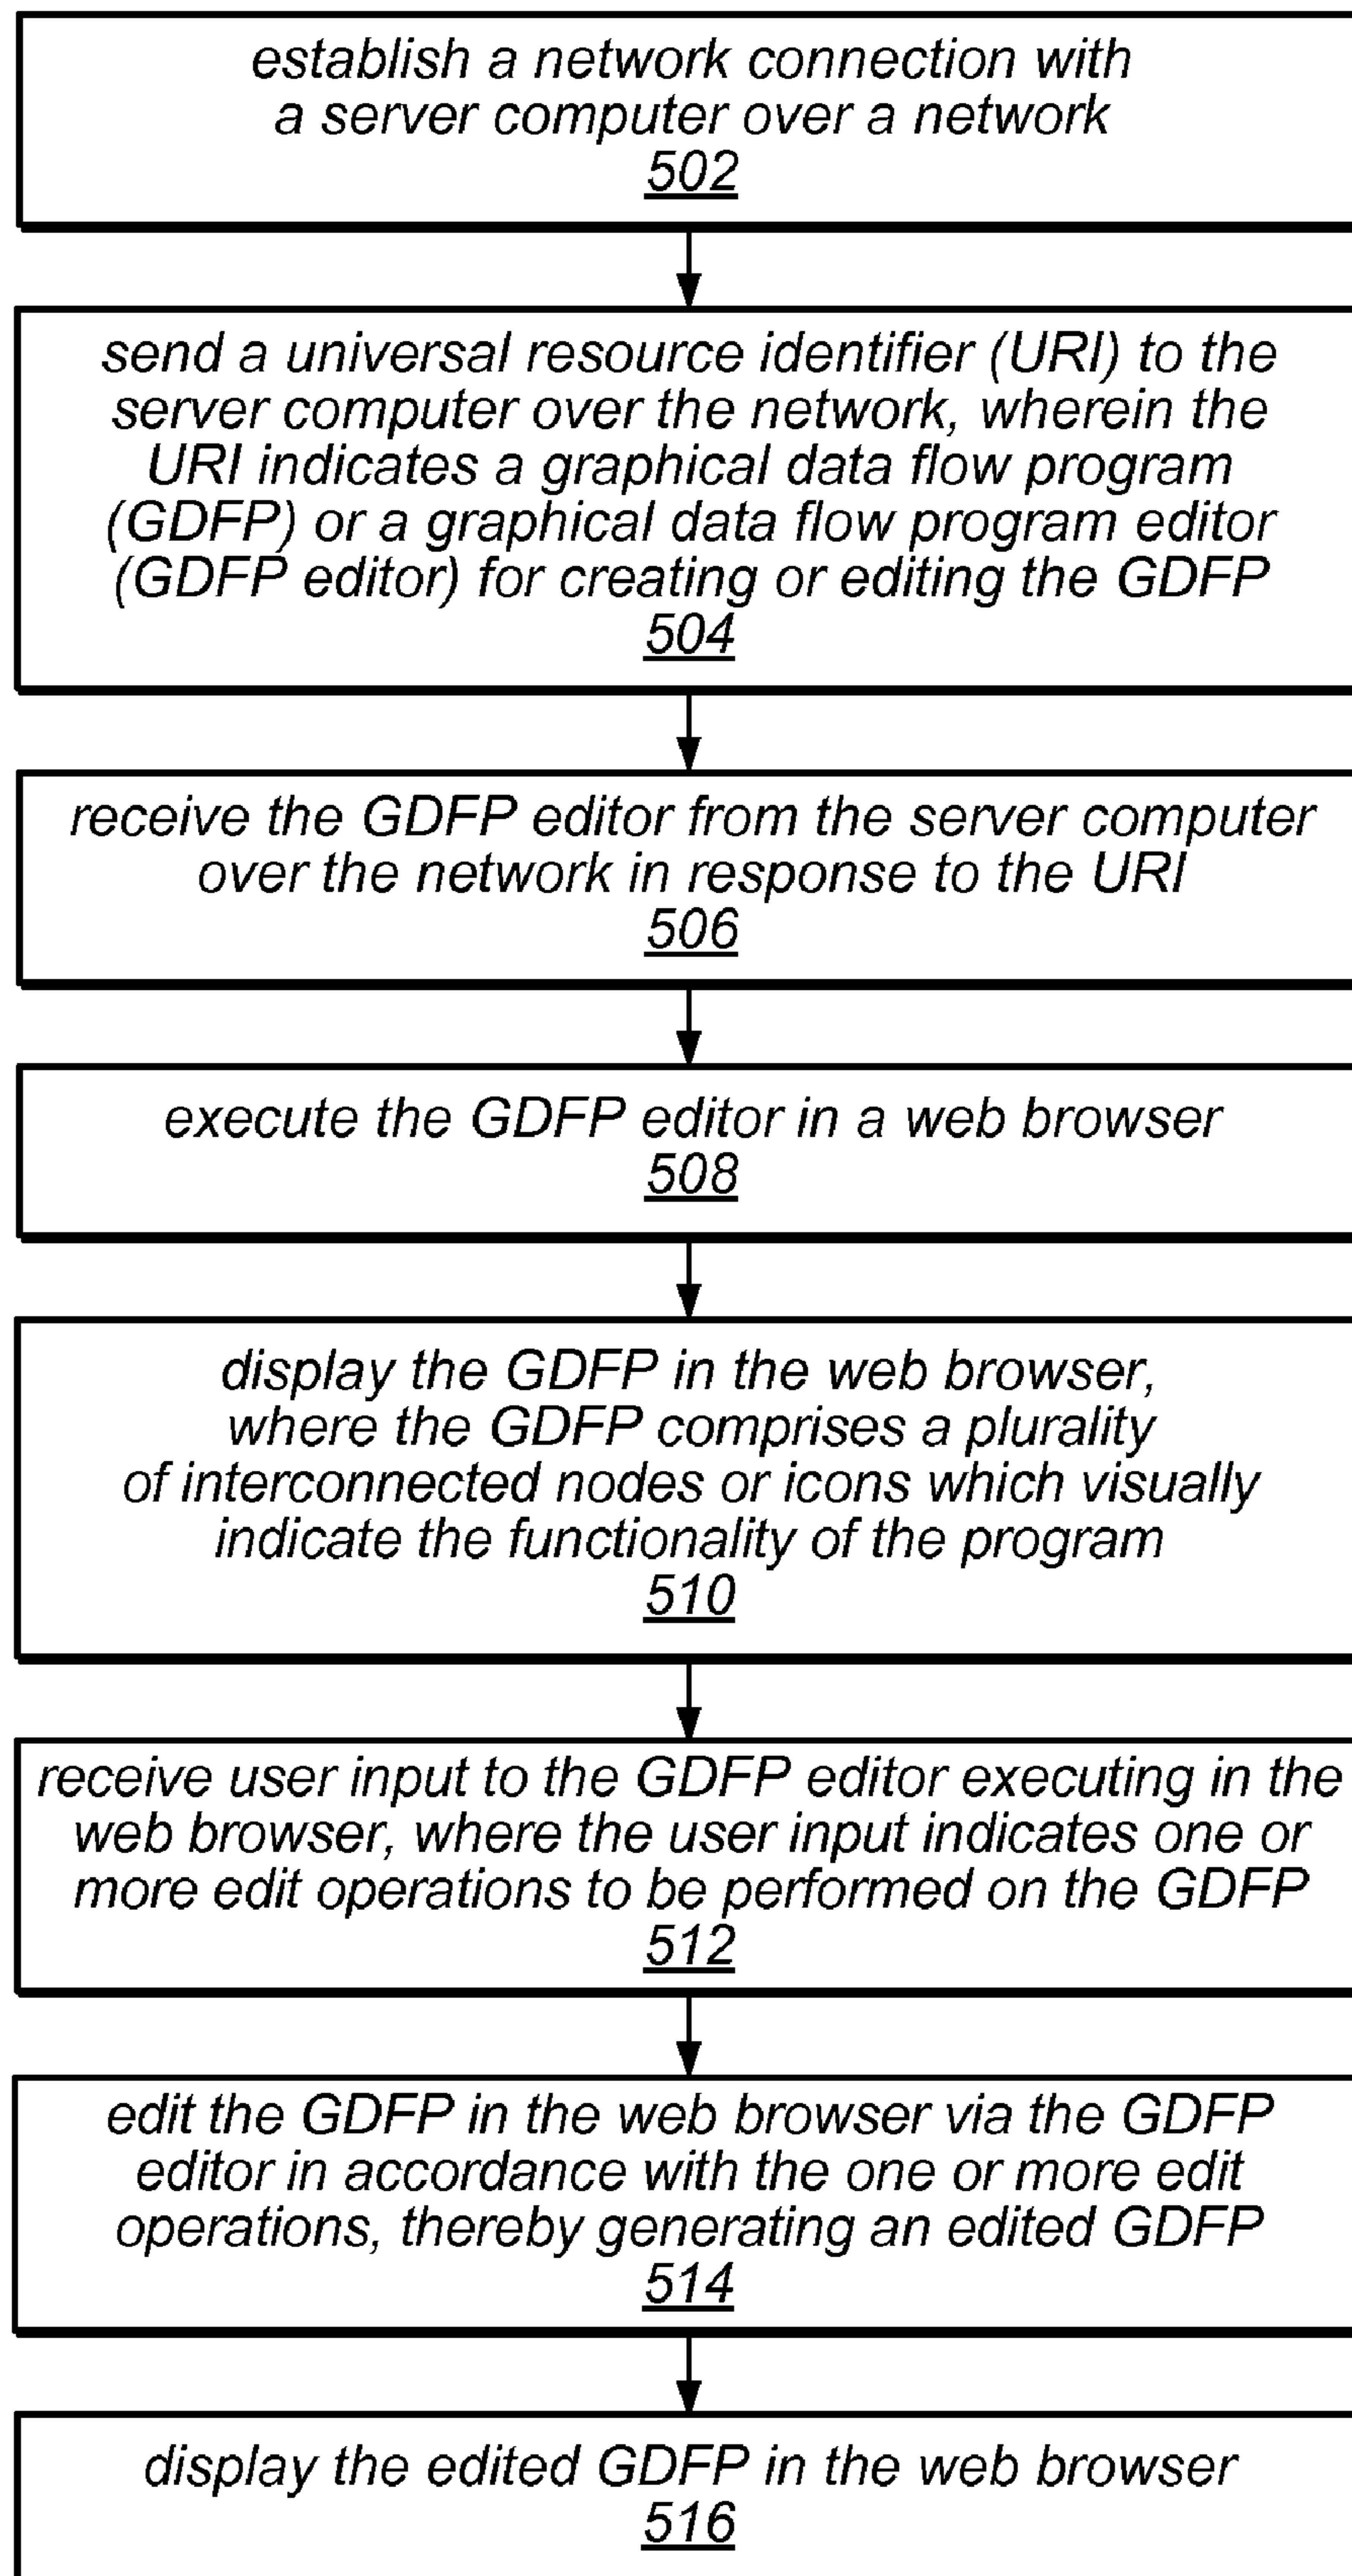 establish a network connection with
a server computer over a network
502
send a universal resource identifier (URI) to the
server computer over the network, wherein the
URI indicates a graphical data flow program
(GDFP) or a graphical data flow program editor
(GDFP editor) for creating or editing the GDFP
504
receive the GDFP editor from the server computer
over the network in response to the URI
506
execute the GDFP editor in a web browser
508
display the GDFP in the web browser,
where the GDFP comprises a plurality
of interconnected nodes or icons which visually
indicate the functionality of the program
510
receive user input to the GDFP editor executing in the
web browser, where the user input indicates one or
more edit operations to be performed on the GDFP
512
edit the GDFP in the web browser via the GDFP
editor in accordance with the one or more edit
operations, thereby generating an edited GDFP
514
display the edited GDFP in the web browser
516